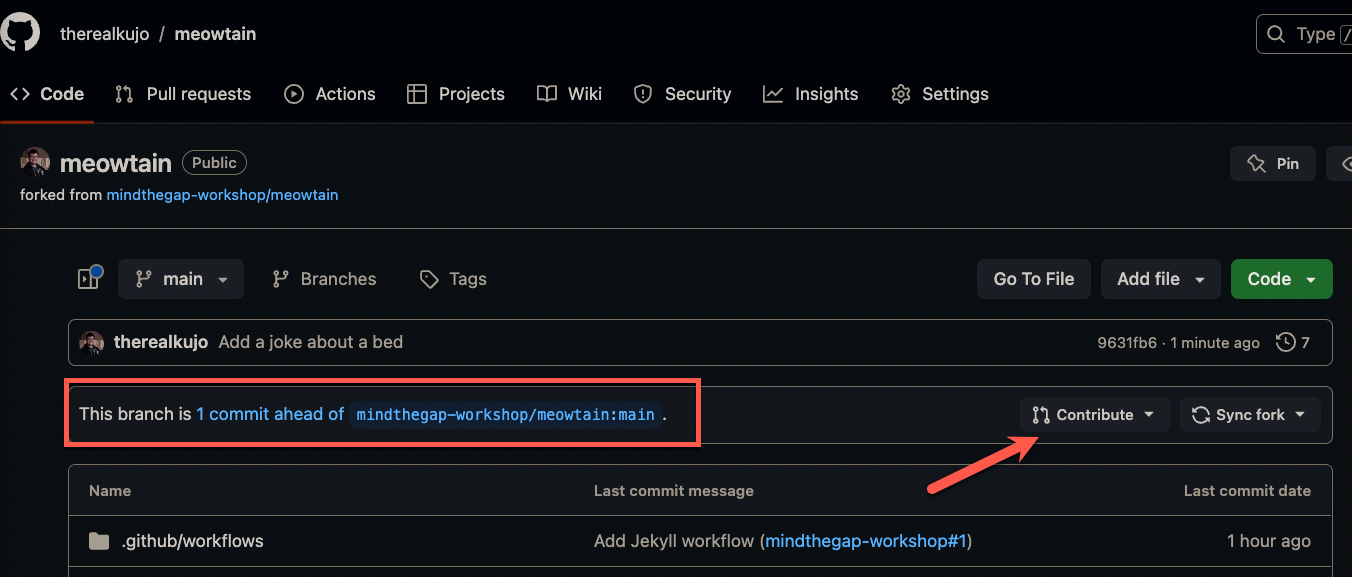 therealkujo / meowtain
Type /
Code Pull requests Actions Projects Wiki Security Insights Settings
meowtain Public
Pin
forked from mindthegap-workshop/meowtain
main Branches Tags Go To File Add file Code
therealkujo Add a joke about a bed 9631fb6 · 1 minute ago 7
This branch is 1 commit ahead of mindthegap-workshop/meowtain:main . Contribute Sync fork
Name Last commit message Last commit date
.github/workflows Add Jekyll workflow (mindthegap-workshop#1) 1 hour ago